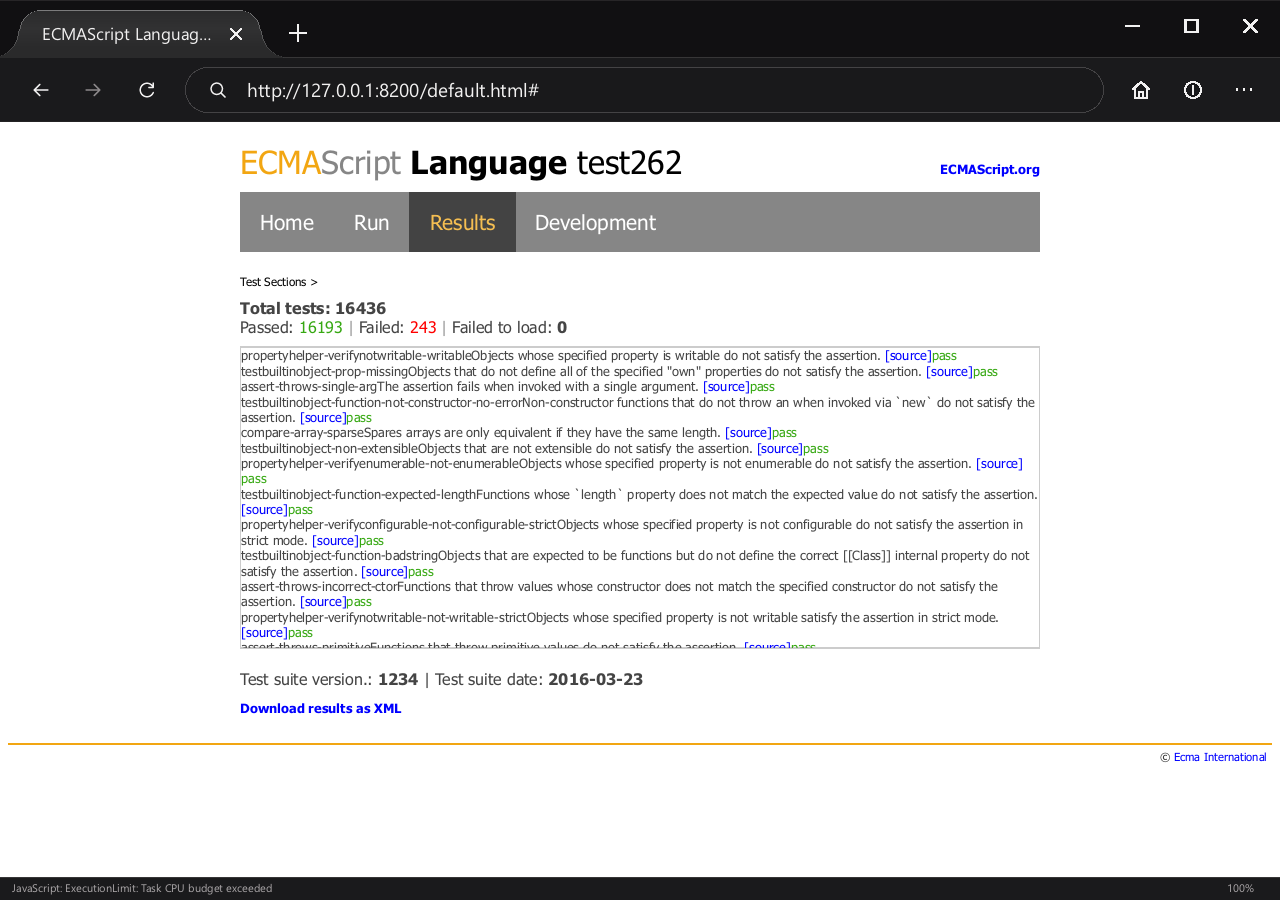 ECMAScript Languag...
http://127.0.0.1:8200/default.html#
ECMAScript Language test262
ECMAScript.org
Home Run Results Development
Test Sections >
Total tests: 16436
Passed: 16193 | Failed: 243 | Failed to load: 0
propertyhelper-verifynotwritable-writableObjects whose specified property is writable do not satisfy the assertion. [source]pass
testbuiltinobject-prop-missingObjects that do not define all of the specified "own" properties do not satisfy the assertion. [source]pass
assert-throws-single-argThe assertion fails when invoked with a single argument. [source]pass
testbuiltinobject-function-not-constructor-no-errorNon-constructor functions that do not throw an when invoked via `new` do not satisfy the
assertion. [source]pass
compare-array-sparseSpares arrays are only equivalent if they have the same length. [source]pass
testbuiltinobject-non-extensibleObjects that are not extensible do not satisfy the assertion. [source]pass
propertyhelper-verifyenumerable-not-enumerableObjects whose specified property is not enumerable do not satisfy the assertion. [source]
pass
testbuiltinobject-function-expected-lengthFunctions whose `length` property does not match the expected value do not satisfy the assertion.
[source]pass
propertyhelper-verifyconfigurable-not-configurable-strictObjects whose specified property is not configurable do not satisfy the assertion in
strict mode. [source]pass
testbuiltinobject-function-badstringObjects that are expected to be functions but do not define the correct [[Class]] internal property do not
satisfy the assertion. [source]pass
assert-throws-incorrect-ctorFunctions that throw values whose constructor does not match the specified constructor do not satisfy the
assertion. [source]pass
propertyhelper-verifynotwritable-not-writable-strictObjects whose specified property is not writable satisfy the assertion in strict mode.
[source]pass
assert-throws-primitiveFunctions that throw primitive values do not satisfy the assertion. [source]pass
Test suite version.: 1234 | Test suite date: 2016-03-23
Download results as XML
© Ecma International
JavaScript: ExecutionLimit: Task CPU budget exceeded
100%